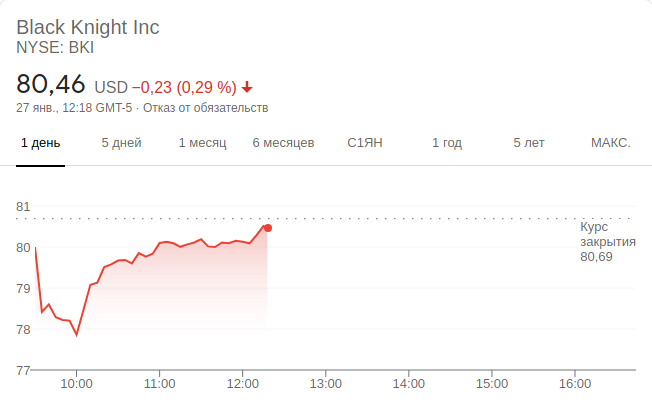 Black Knight Inc
NYSE: BKI
80,46 USD −0,23 (0,29 %)
27 янв., 12:18 GMT-5 · Отказ от обязательств
1 день 5 дней 1 месяц 6 месяцев С1ЯН 1 год 5 лет МАКС.
81
Курс
закрытия
80,69
80
79
78
77
10:00 11:00 12:00 13:00 14:00 15:00 16:00